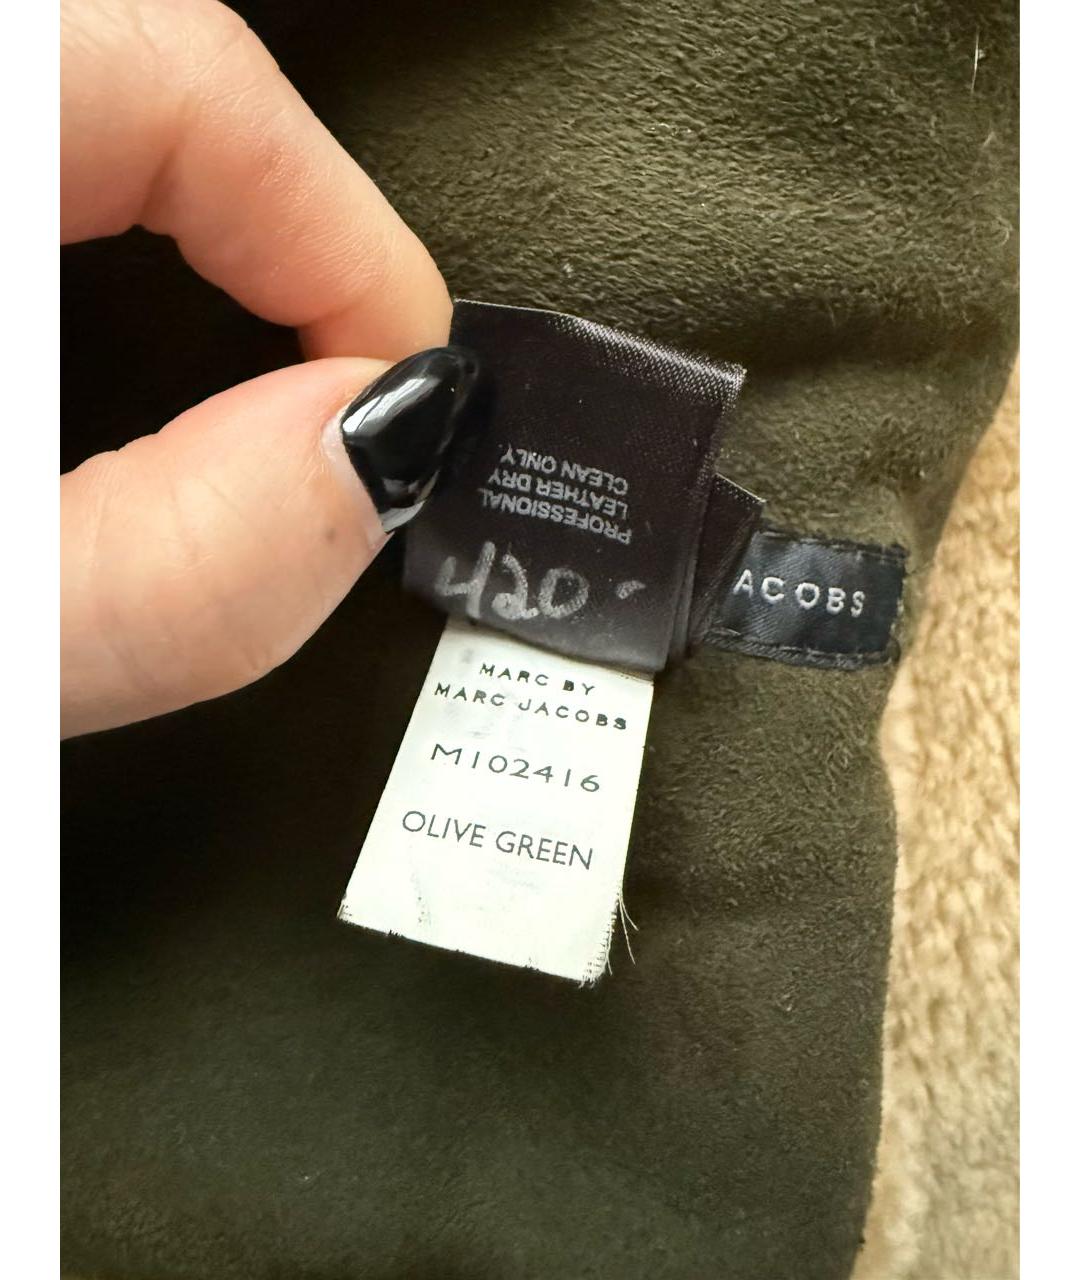 PROFESSIONAL
LEATHER DRY
CLEAN ONLY.
420-
ACOBS
MARC BY
MARC JACOBS
M102416
OLIVE GREEN